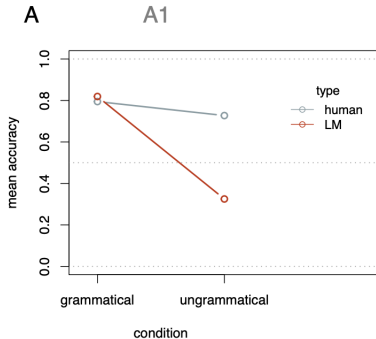 A A1
mean accuracy
1.0
0.8
0.6
0.4
0.2
0.0
type
human
LM
grammatical ungrammatical
condition